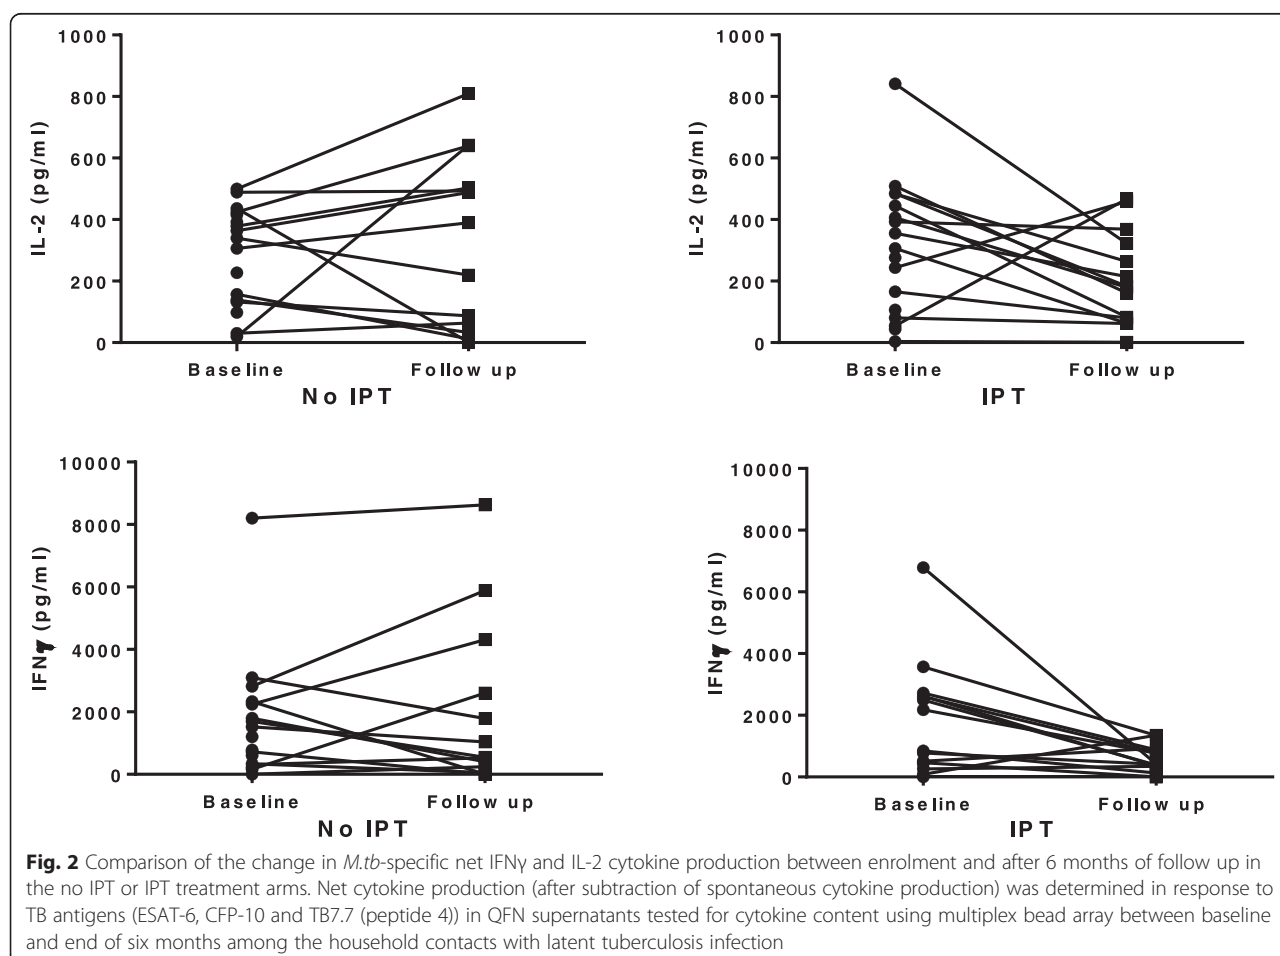 1000
800
600
400
200
0
IL-2 (pg/ml)
Baseline Follow up
No IPT
1000
800
600
400
200
0
IL-2 (pg/ml)
Baseline Follow up
IPT
10000
8000
6000
4000
2000
0
IFNγ (pg/ml)
Baseline Follow up
No IPT
10000
8000
6000
4000
2000
0
IFNγ (pg/ml)
Baseline Follow up
IPT
Fig. 2 Comparison of the change in M.tb-specific net IFNγ and IL-2 cytokine production between enrolment and after 6 months of follow up in
the no IPT or IPT treatment arms. Net cytokine production (after subtraction of spontaneous cytokine production) was determined in response to
TB antigens (ESAT-6, CFP-10 and TB7.7 (peptide 4)) in QFN supernatants tested for cytokine content using multiplex bead array between baseline
and end of six months among the household contacts with latent tuberculosis infection